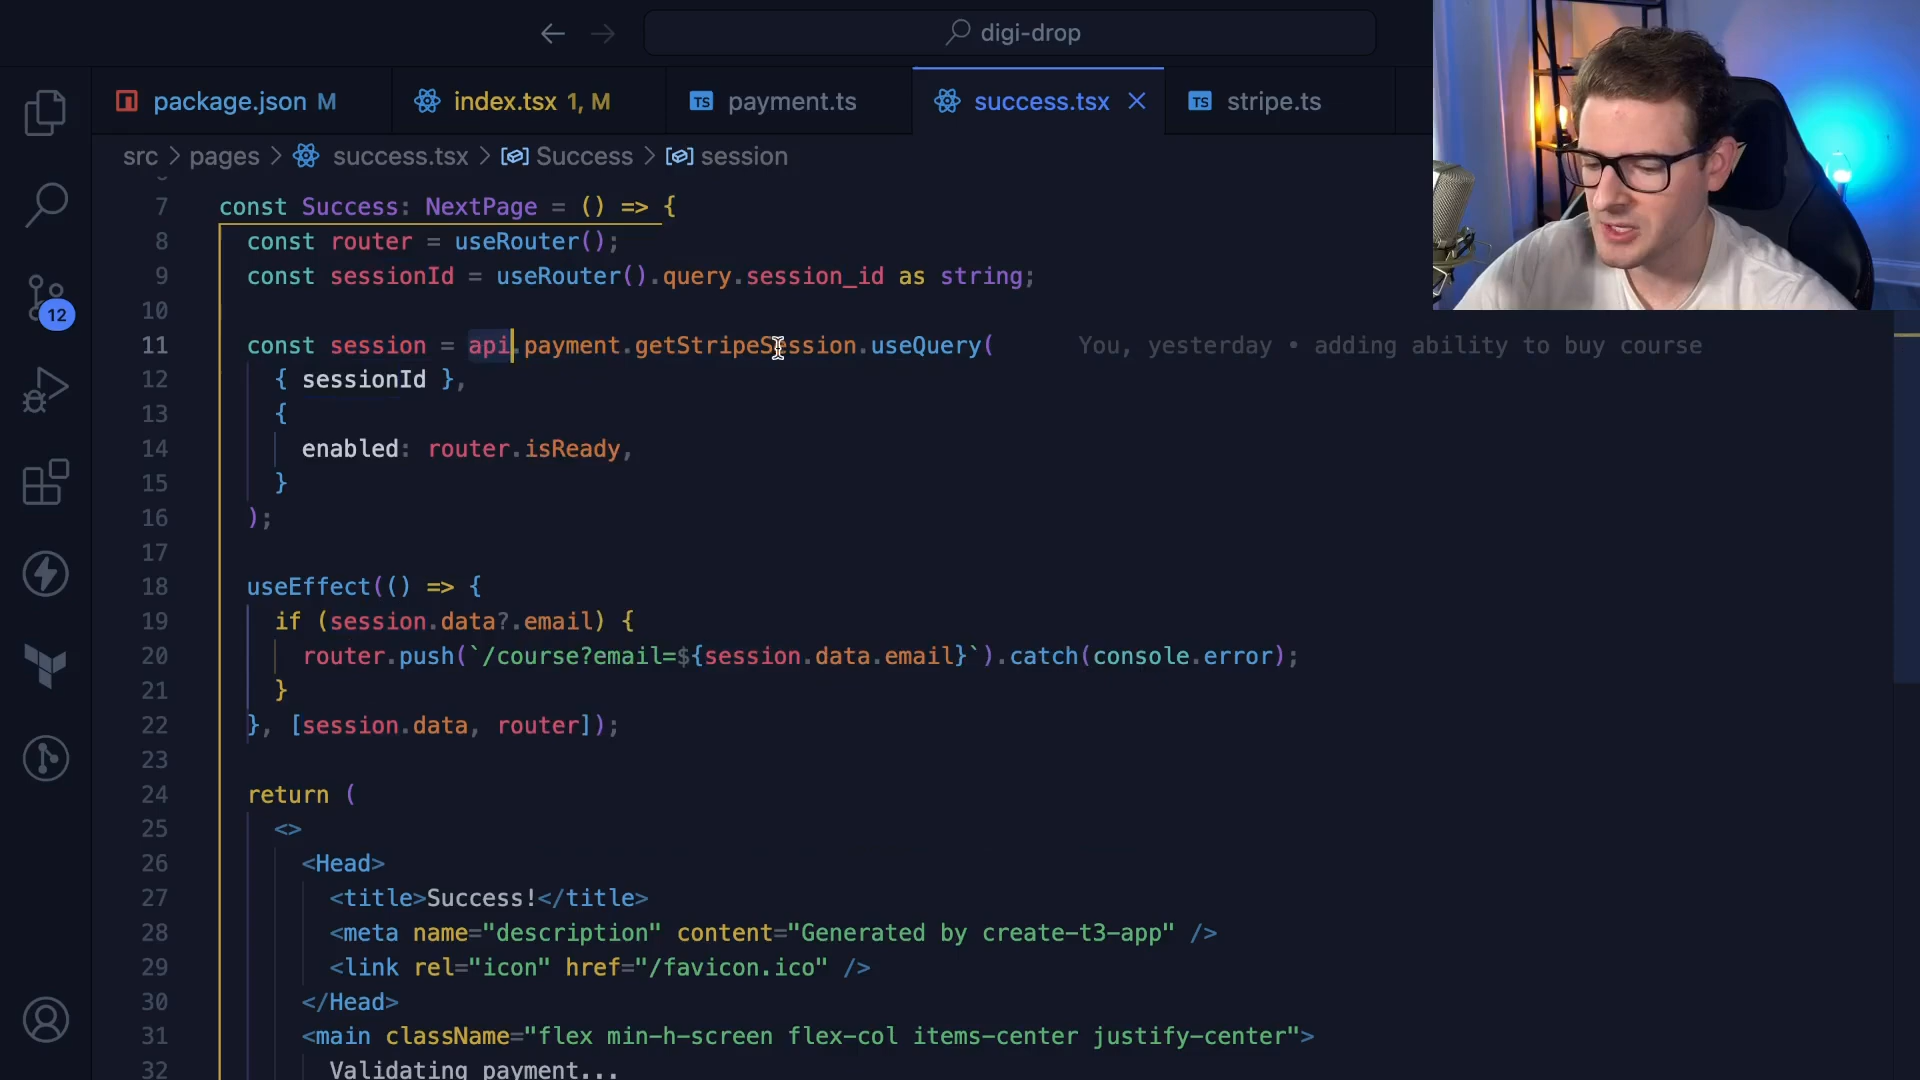 digi-drop
package.json M
index.tsx 1, M
TS payment.ts
success.tsx
TS stripe.ts
src > pages > success.tsx > Success > session
7 const Success: NextPage = () => {
8 const router = useRouter();
9 const sessionId = useRouter().query.session_id as string;
10
11 const session = api.payment.getStripeSession.useQuery( You, yesterday • adding ability to buy course
12 { sessionId },
13 {
14 enabled: router.isReady,
15 }
16 );
17
18 useEffect(() => {
19 if (session.data?.email) {
20 router.push(`/course?email=${session.data.email}`).catch(console.error);
21 }
22 }, [session.data, router]);
23
24 return (
25 <>
26 <Head>
27 <title>Success!</title>
28 <meta name="description" content="Generated by create-t3-app" />
29 <link rel="icon" href="/favicon.ico" />
30 </Head>
31 <main className="flex min-h-screen flex-col items-center justify-center">
32 Validating payment...
12